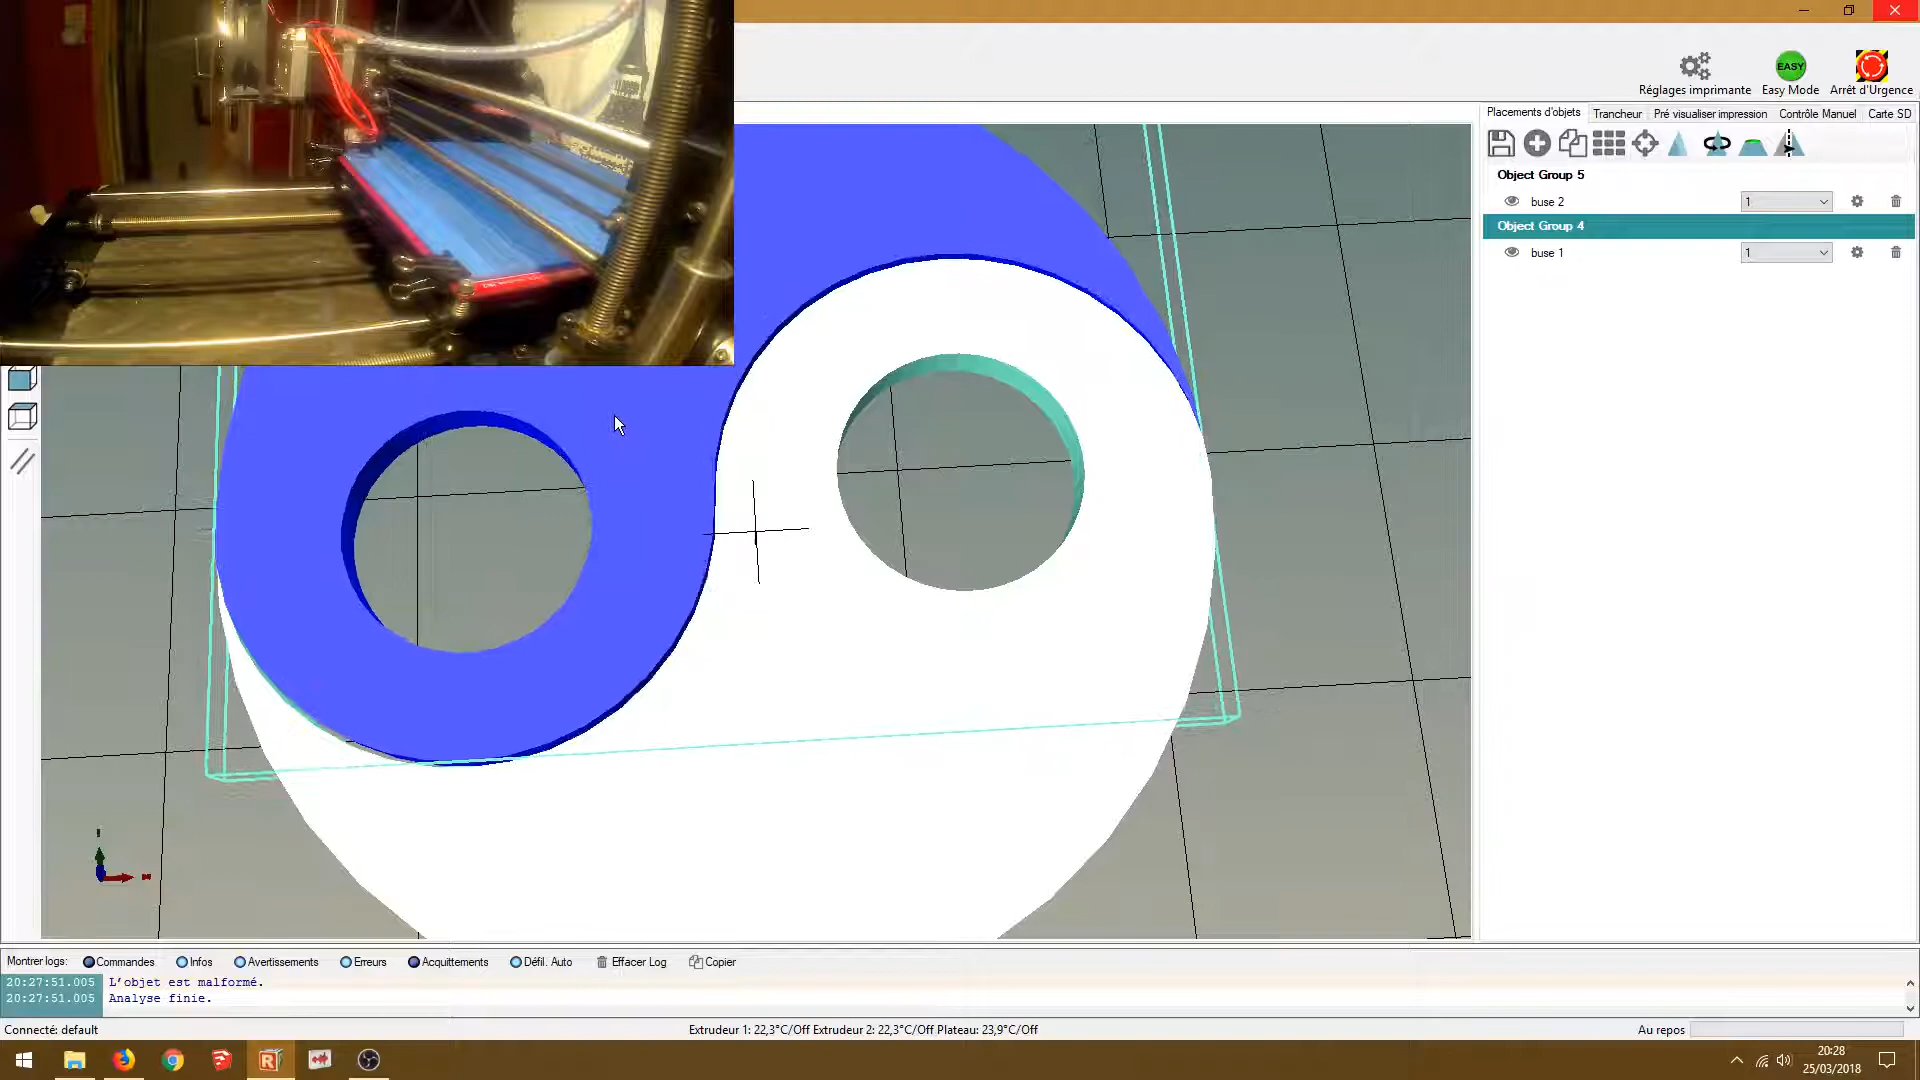 Réglages imprimante
Easy Mode
Arrêt d'Urgence
EASY
Placements d'objets
Trancheur
Pré visualiser impression
Contrôle Manuel
Carte SD
Object Group 5
buse 2
1
Object Group 4
buse 1
1
Montrer logs:
Commandes
Infos
Avertissements
Erreurs
Acquittements
Défil. Auto
Effacer Log
Copier
20:27:51.005 L'objet est malformé.
20:27:51.005 Analyse finie.
Connecté: default
Extrudeur 1: 22,3°C/Off Extrudeur 2: 22,3°C/Off Plateau: 23,9°C/Off
Au repos
20:28
25/03/2018